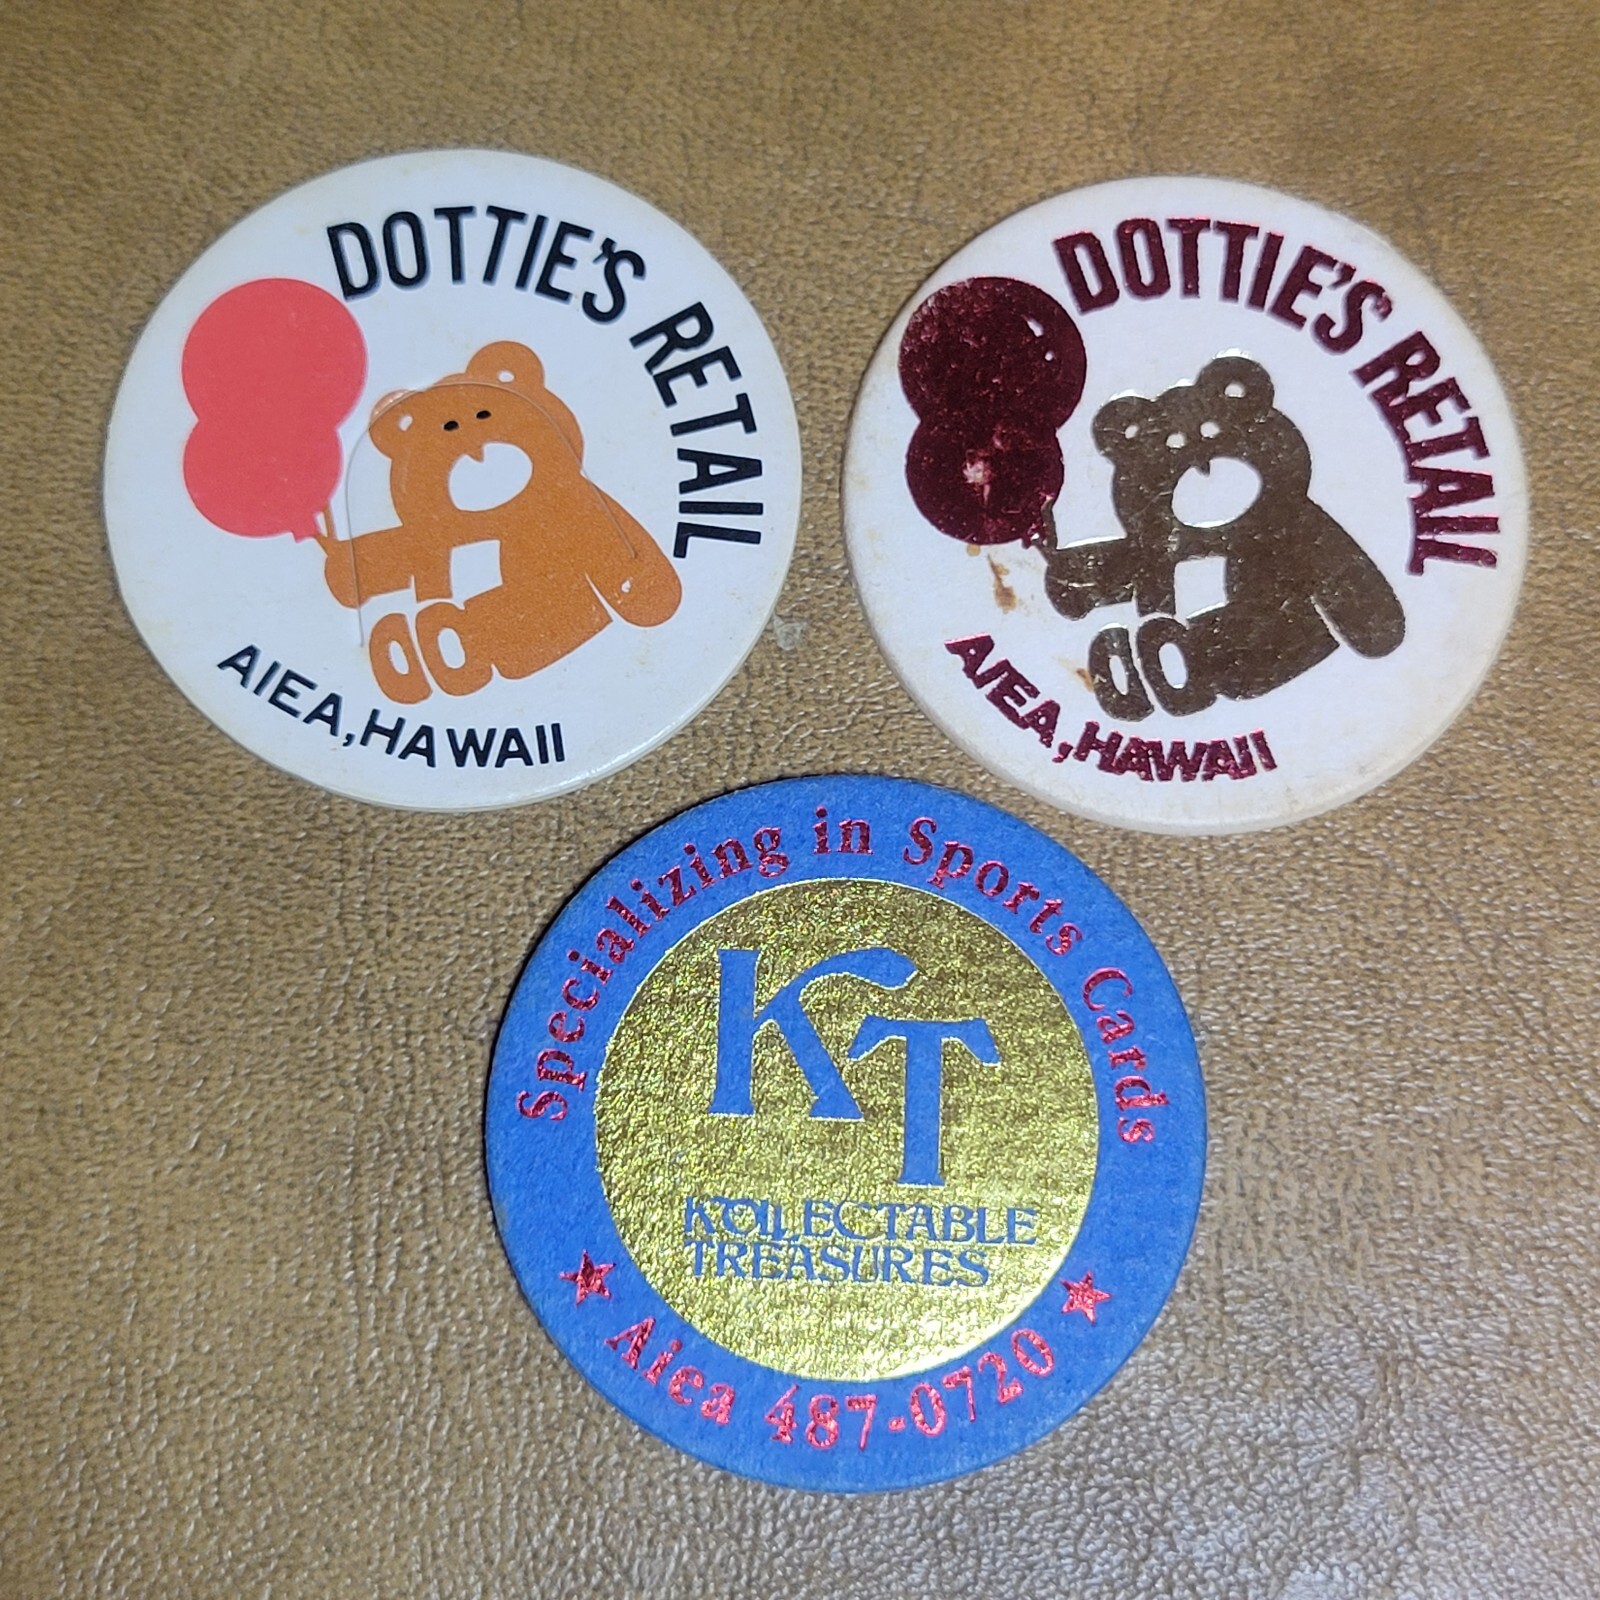 DOTTIE'S RETAIL
AIEA, HAWAII
DOTTIE'S RETAIL
AIEA, HAWAII
Specializing in Sports Cards
KT
KOLLECTABLE
TREASURES
★ Aiea 487-0720 ★